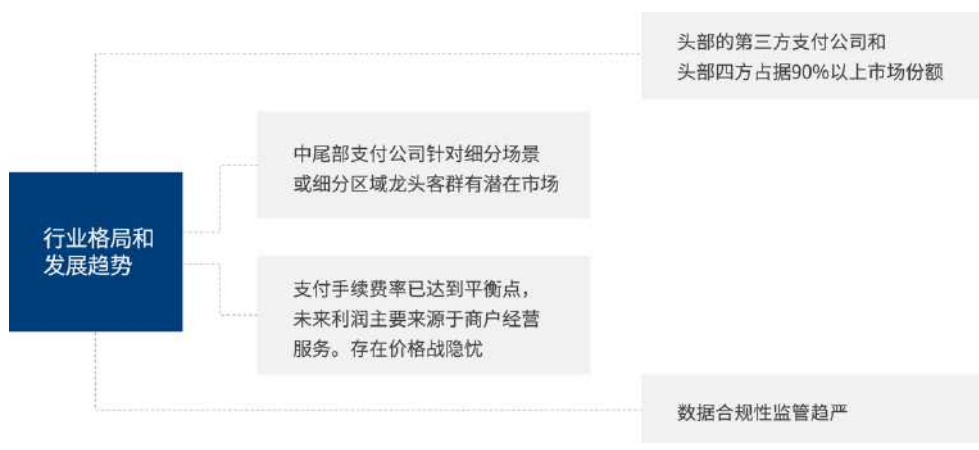 头部的第三方支付公司和
头部四方占据90%以上市场份额
中尾部支付公司针对细分场景
或细分区域龙头客群有潜在市场
行业格局和
发展趋势
支付手续费率已达到平衡点，
未来利润主要来源于商户经营
服务。存在价格战隐忧
数据合规性监管趋严